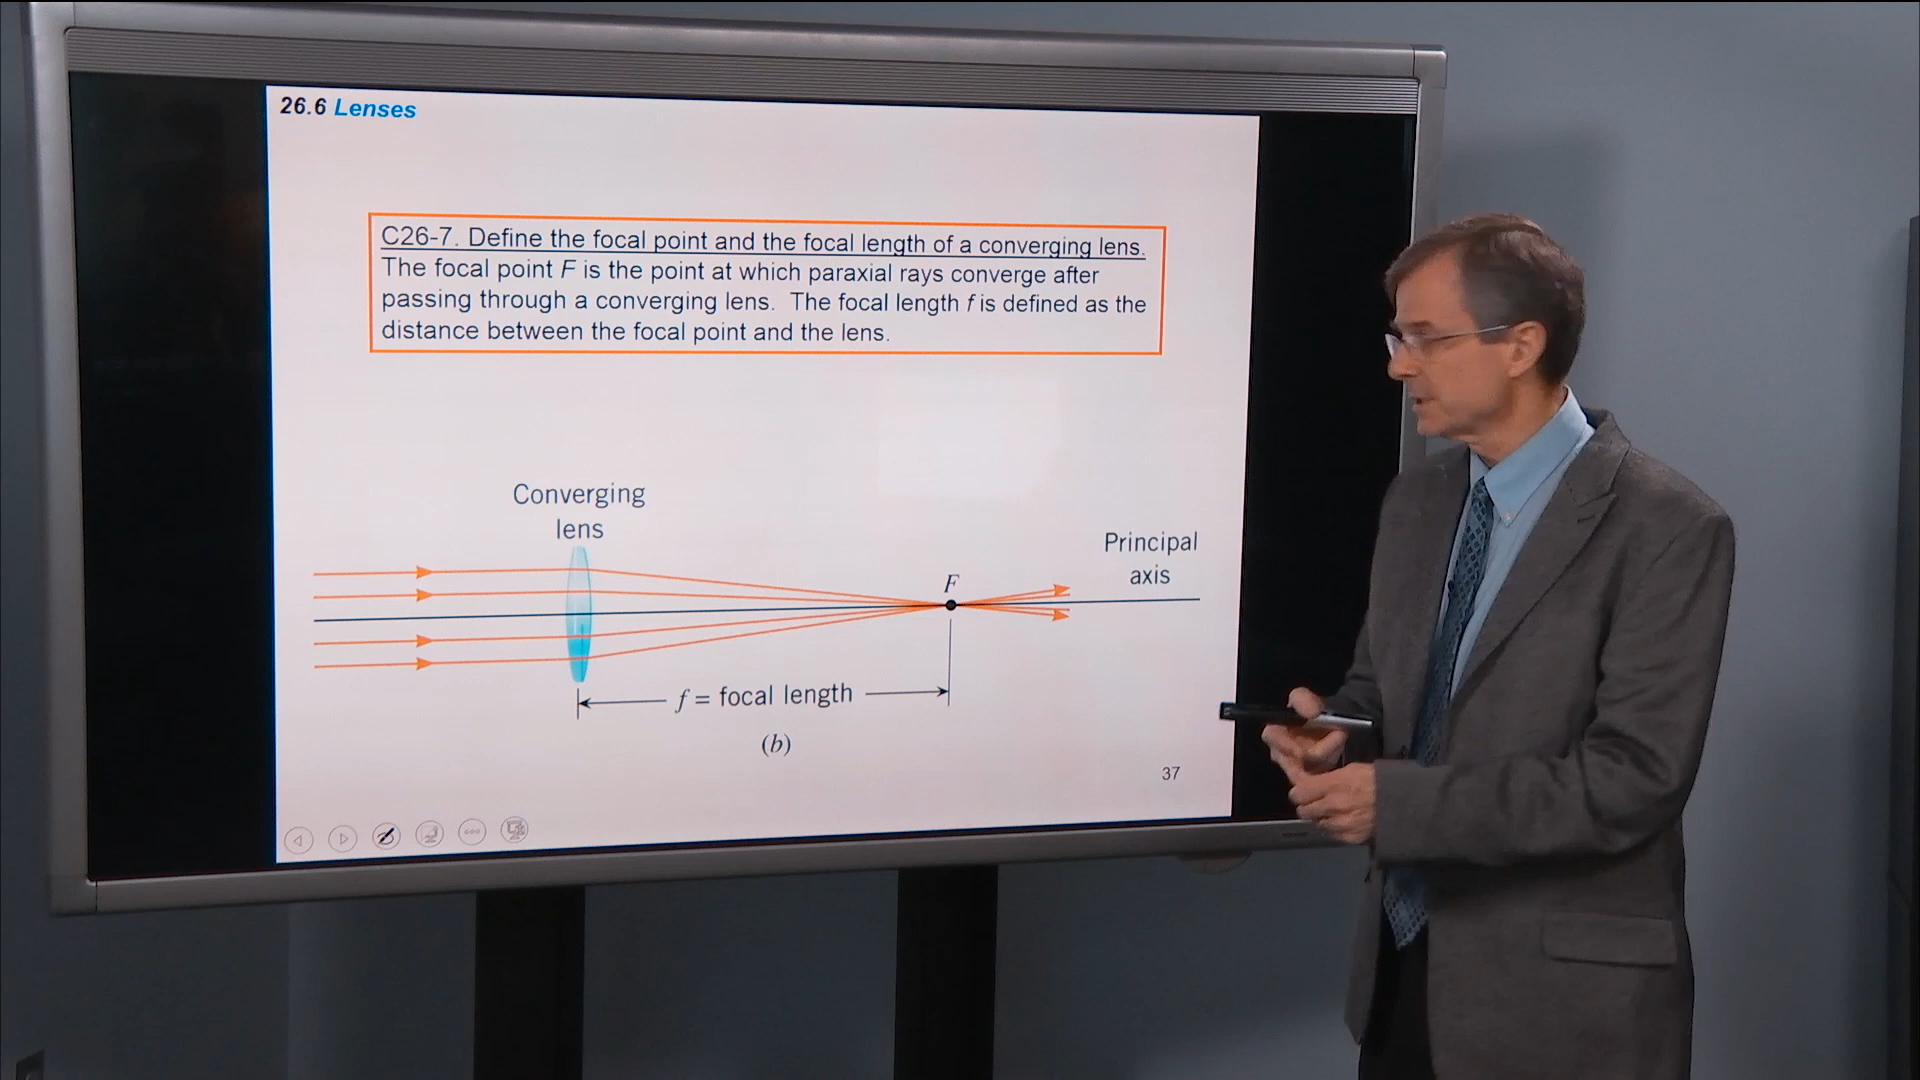 26.6 Lenses
C26-7. Define the focal point and the focal length of a converging lens.
The focal point F is the point at which paraxial rays converge after
passing through a converging lens. The focal length f is defined as the
distance between the focal point and the lens.
Converging
lens
Principal
axis
F
f = focal length
(b)
37